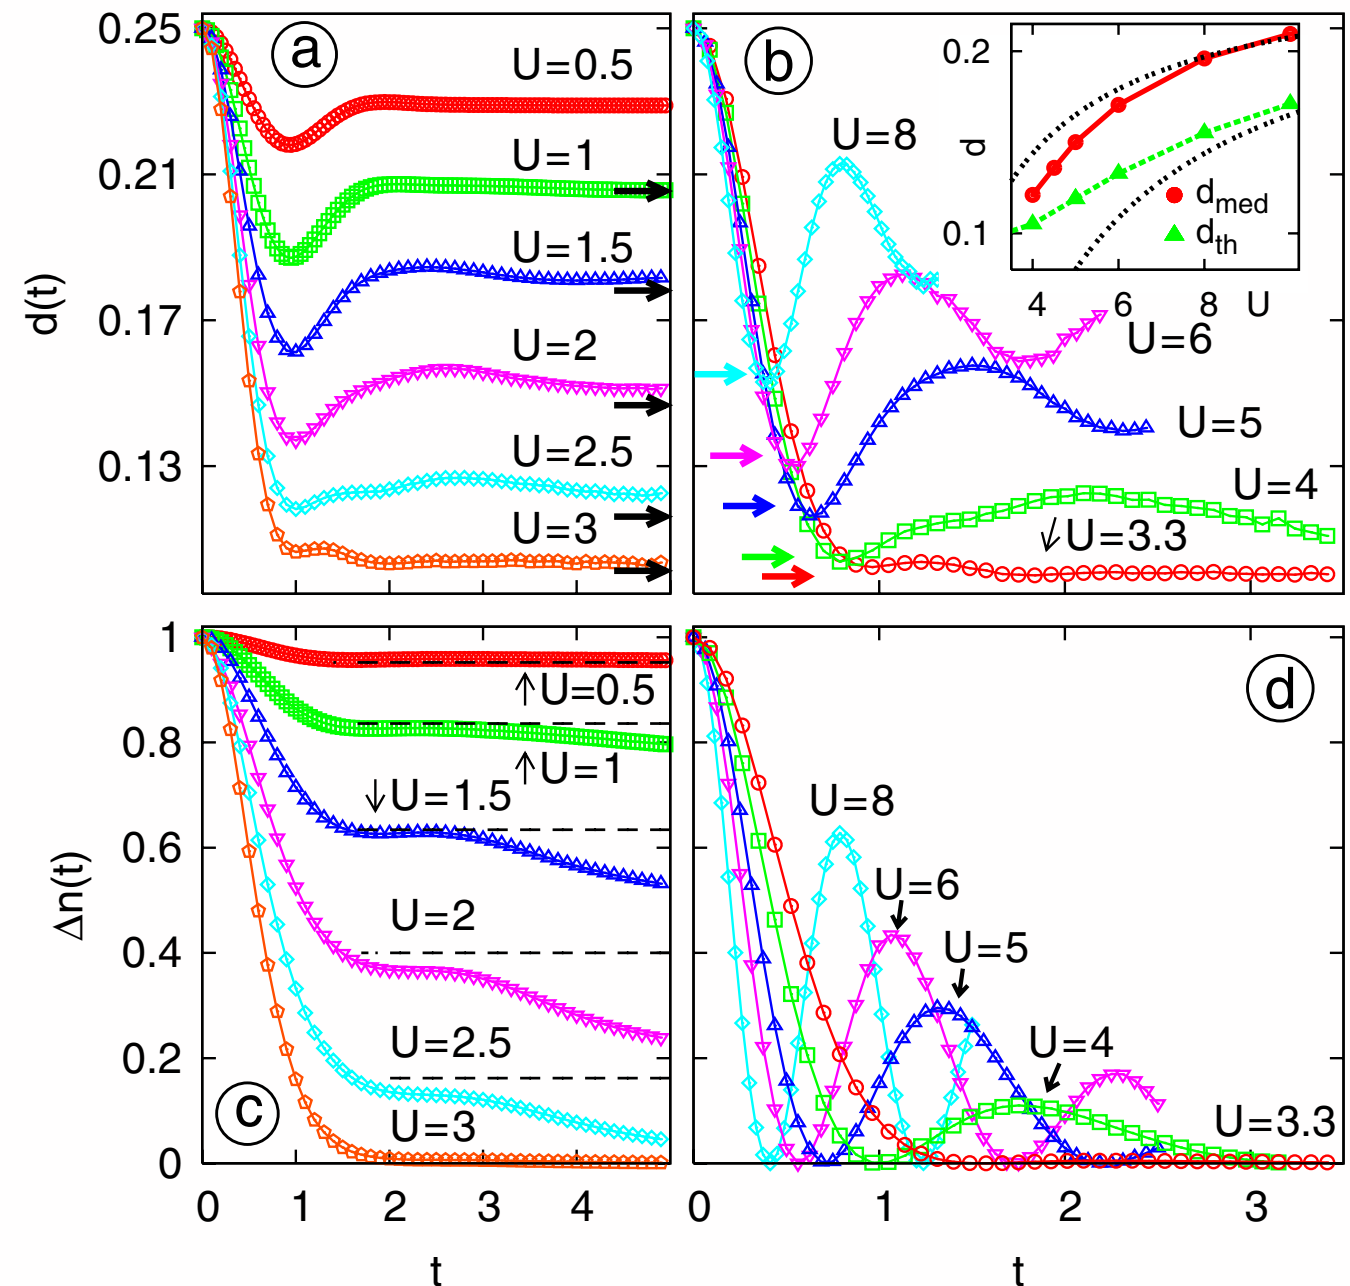 0.25
0.21
0.17
0.13
d(t)
a
U=0.5
U=1
U=1.5
U=2
U=2.5
U=3
b
U=8
U=6
U=5
U=4
U=3.3
0.2
0.1
d
d_med
d_th
4 6 8 U
1
0.8
0.6
0.4
0.2
0
Δn(t)
U=0.5
U=1
U=1.5
U=2
U=2.5
U=3
c
0 1 2 3 4
t
d
U=8
U=6
U=5
U=4
U=3.3
0 1 2 3
t